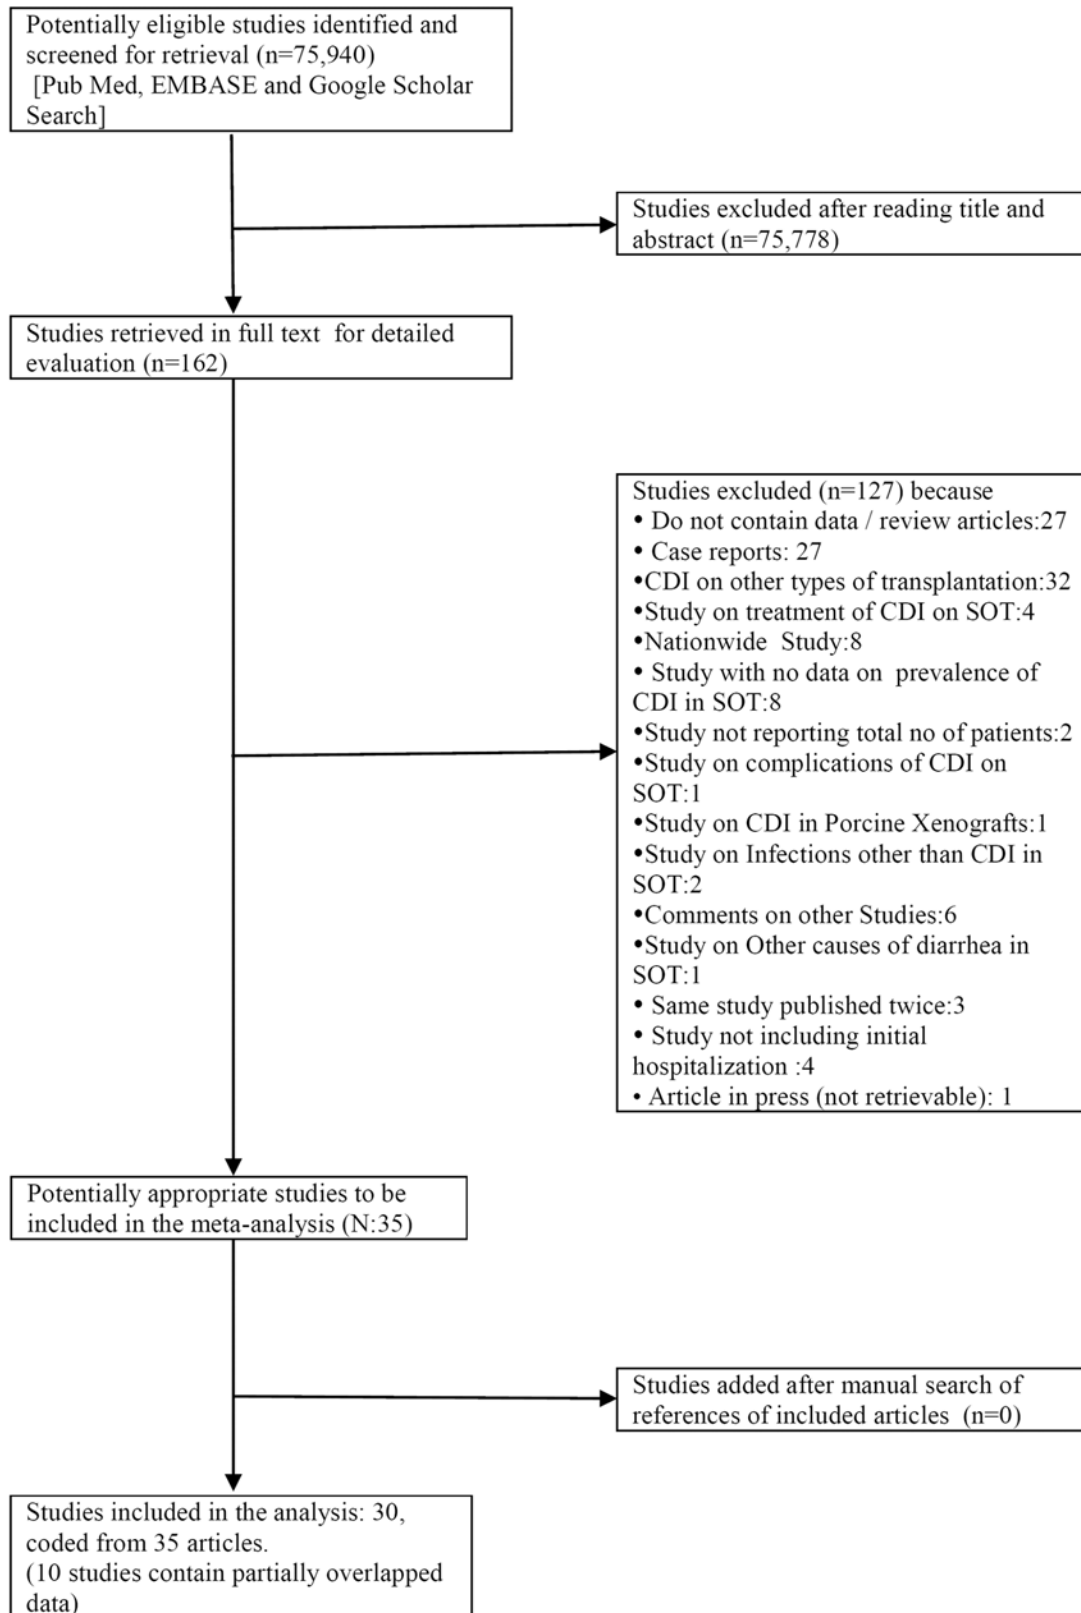 Potentially eligible studies identified and
screened for retrieval (n=75,940)
[Pub Med, EMBASE and Google Scholar
Search]
Studies excluded after reading title and
abstract (n=75,778)
Studies retrieved in full text for detailed
evaluation (n=162)
Studies excluded (n=127) because
• Do not contain data / review articles:27
• Case reports: 27
•CDI on other types of transplantation:32
•Study on treatment of CDI on SOT:4
•Nationwide Study:8
• Study with no data on prevalence of
CDI in SOT:8
•Study not reporting total no of patients:2
•Study on complications of CDI on
SOT:1
•Study on CDI in Porcine Xenografts:1
•Study on Infections other than CDI in
SOT:2
•Comments on other Studies:6
•Study on Other causes of diarrhea in
SOT:1
• Same study published twice:3
• Study not including initial
hospitalization :4
• Article in press (not retrievable): 1
Potentially appropriate studies to be
included in the meta-analysis (N:35)
Studies added after manual search of
references of included articles (n=0)
Studies included in the analysis: 30,
coded from 35 articles.
(10 studies contain partially overlapped
data)